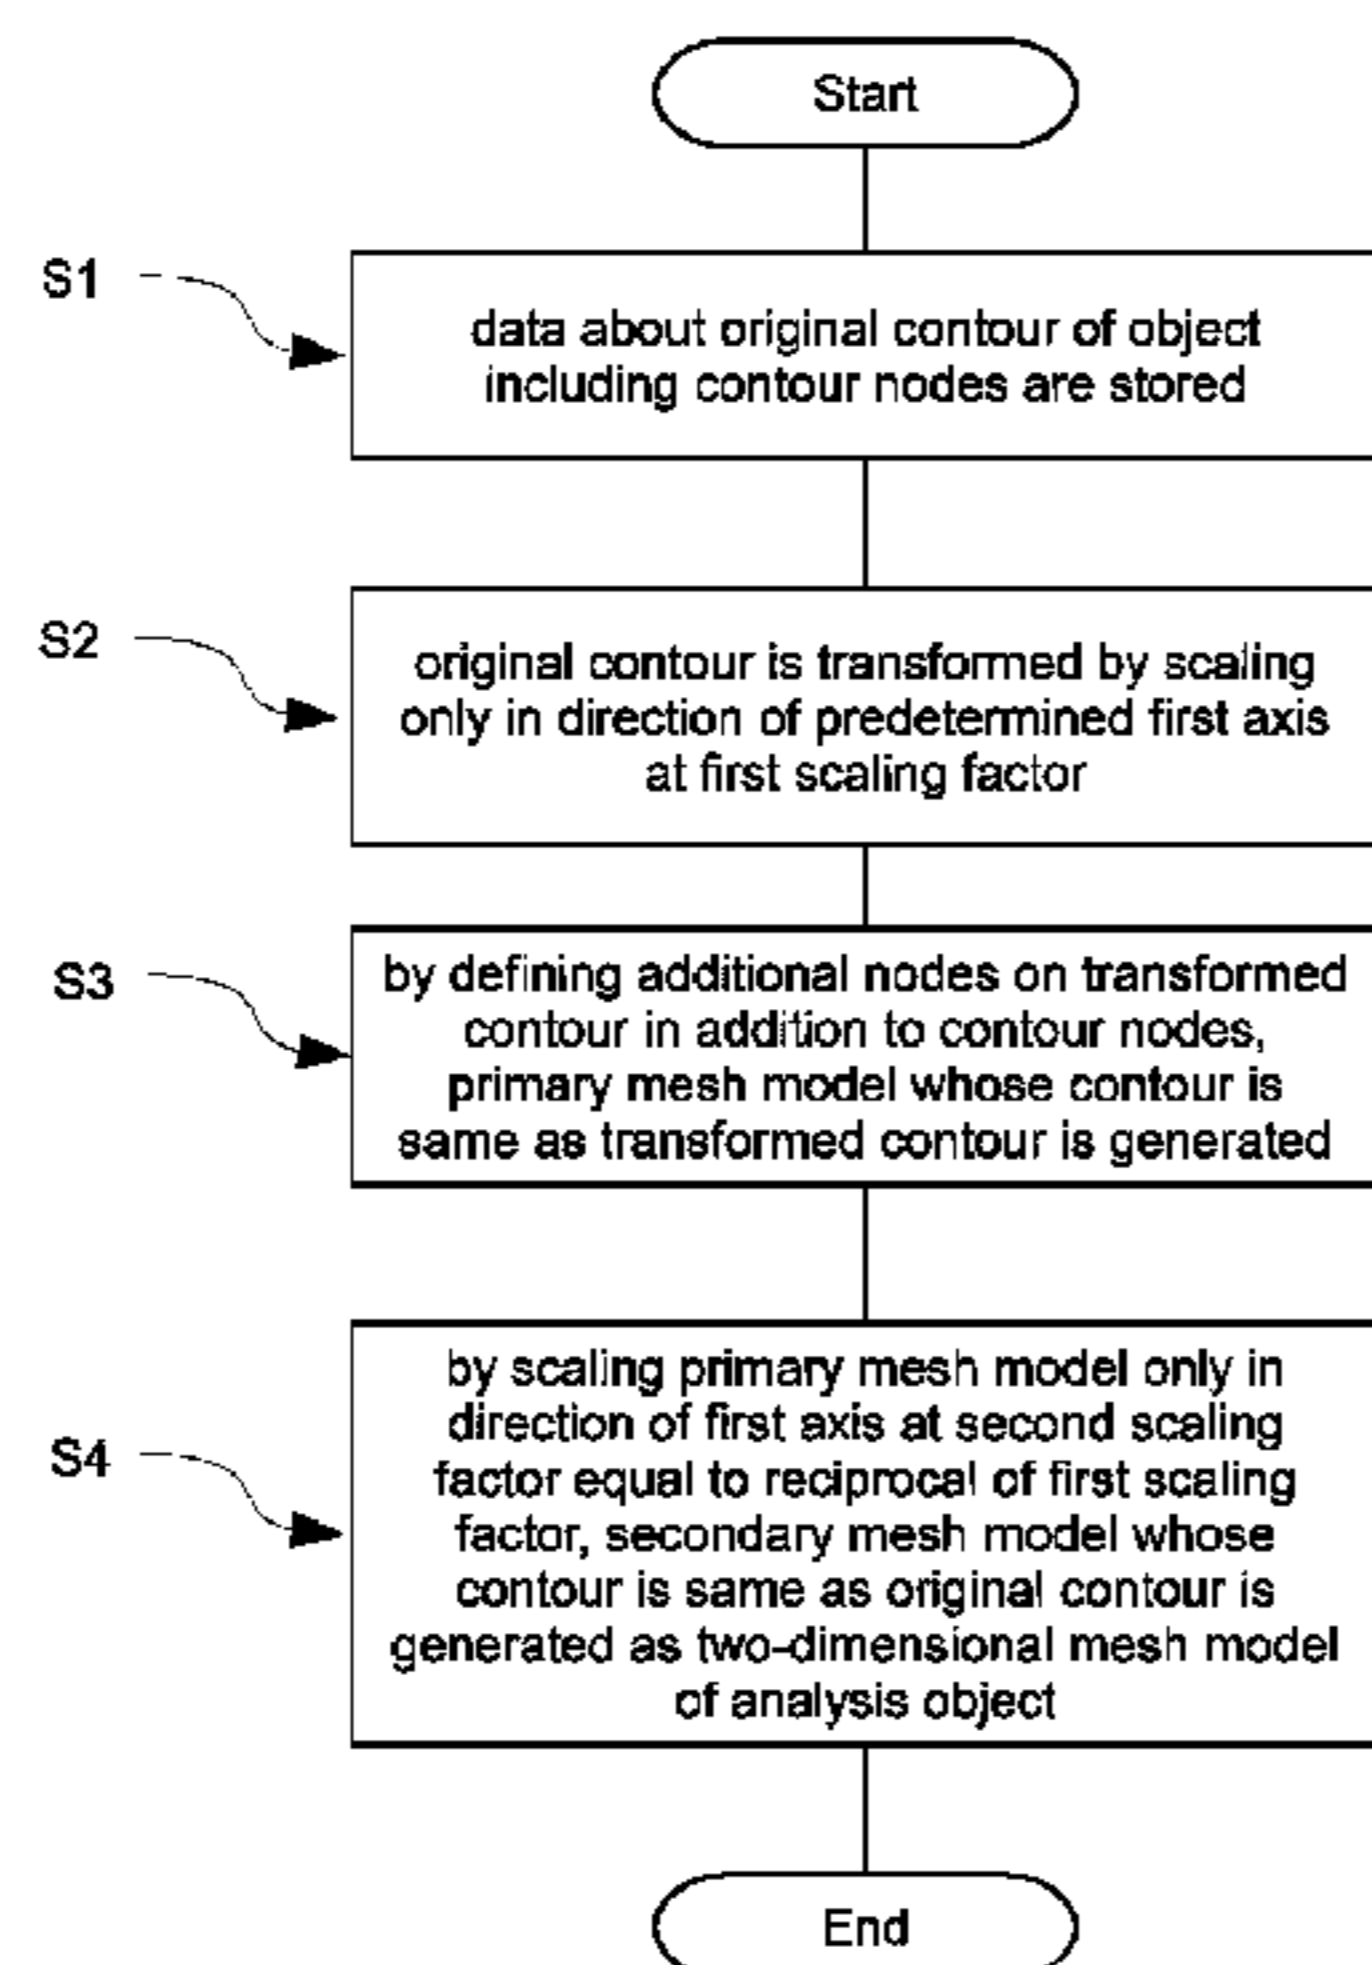 Start
S1
data about original contour of object
including contour nodes are stored
S2
original contour is transformed by scaling
only in direction of predetermined first axis
at first scaling factor
S3
by defining additional nodes on transformed
contour in addition to contour nodes,
primary mesh model whose contour is
same as transformed contour is generated
S4
by scaling primary mesh model only in
direction of first axis at second scaling
factor equal to reciprocal of first scaling
factor, secondary mesh model whose
contour is same as original contour is
generated as two-dimensional mesh model
of analysis object
End